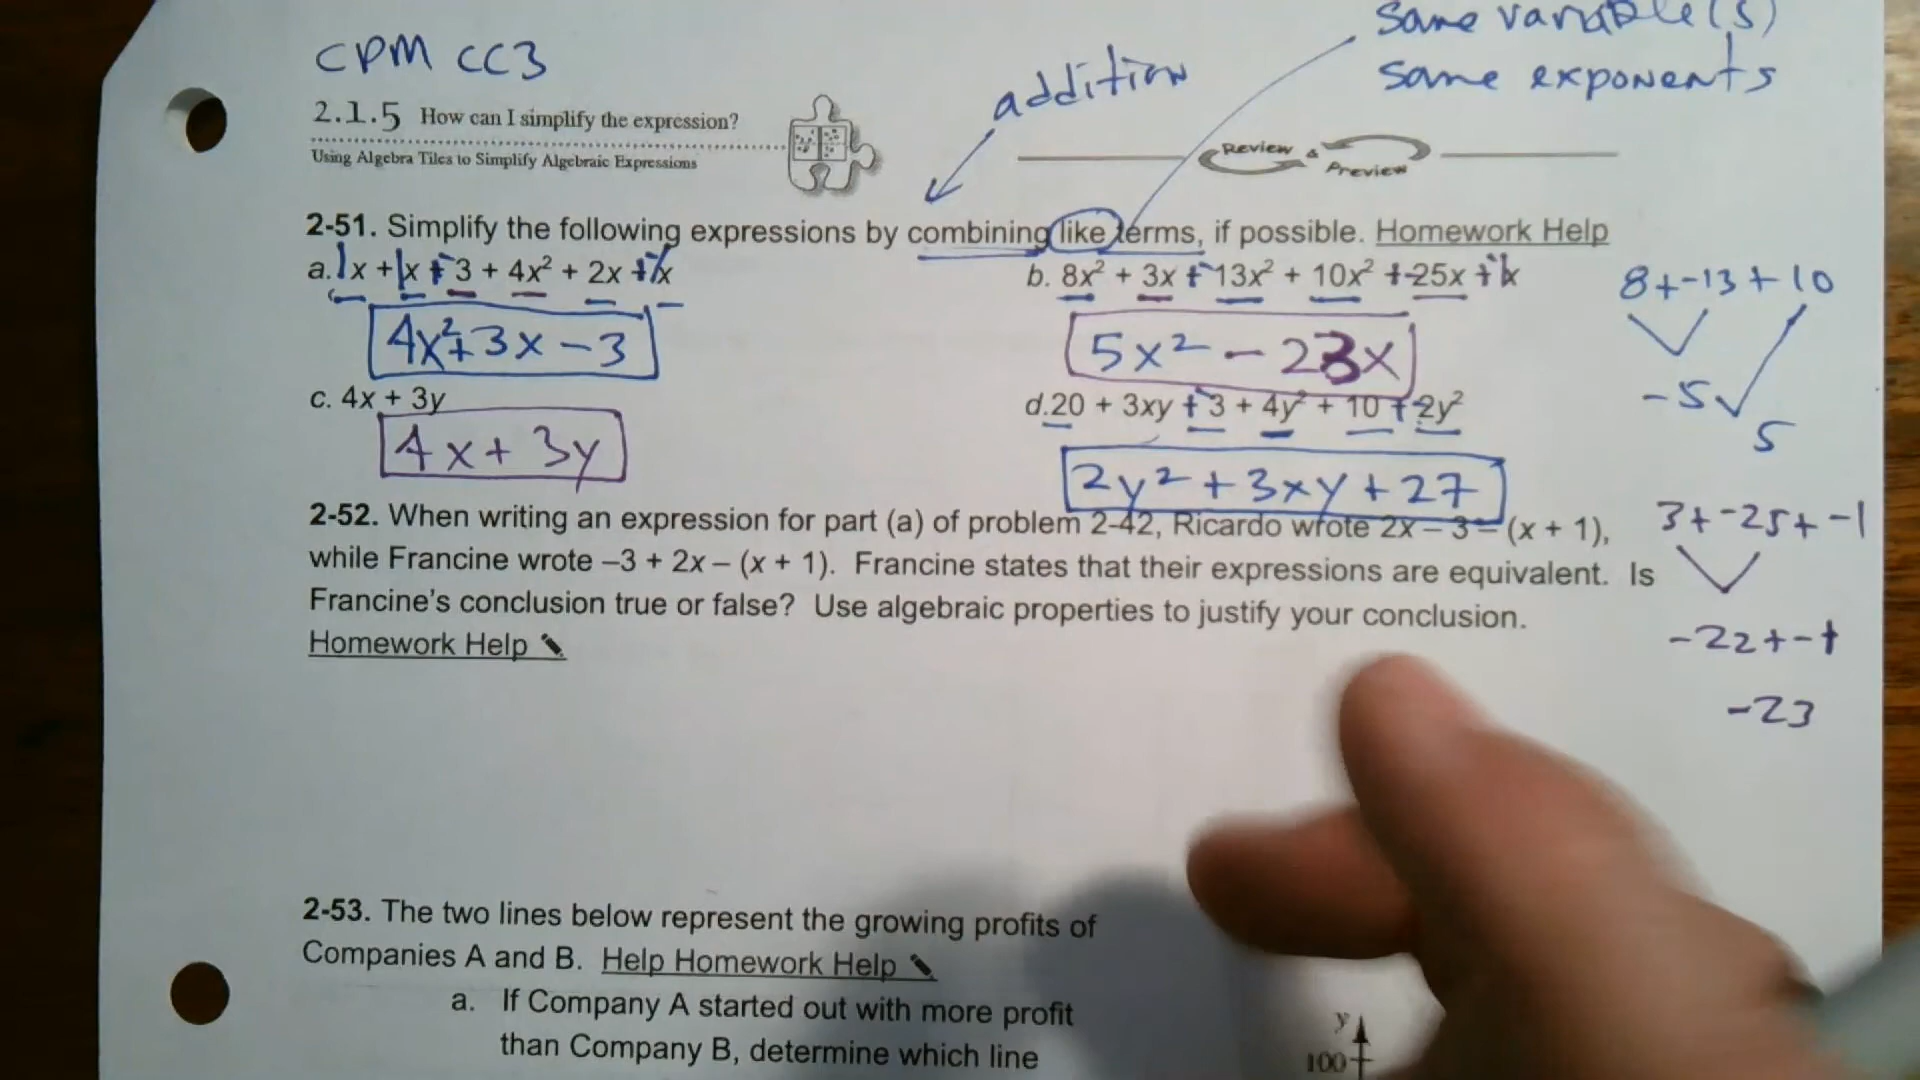 same variable(s)
CPM CC3
addition
same exponents
2.1.5 How can I simplify the expression?
Using Algebra Tiles to Simplify Algebraic Expressions
Review & Preview
2-51. Simplify the following expressions by combining like terms, if possible. Homework Help
a. 1x + 1x + -3 + 4x² + 2x + -1x
b. 8x² + 3x + -13x² + 10x² + -25x + -1x
8 + -13 + 10
4x² + 3x - 3
5x² - 23x
-5
5
c. 4x + 3y
d. 20 + 3xy + -3 + 4y² + 10 + -2y²
4x + 3y
2y² + 3xy + 27
2-52. When writing an expression for part (a) of problem 2-42, Ricardo wrote 2x – 3 – (x + 1),
while Francine wrote –3 + 2x – (x + 1). Francine states that their expressions are equivalent. Is
Francine's conclusion true or false? Use algebraic properties to justify your conclusion.
Homework Help
3 + -25 + -1
-22 + -1
-23
2-53. The two lines below represent the growing profits of
Companies A and B. Help Homework Help
a. If Company A started out with more profit
than Company B, determine which line
y
100